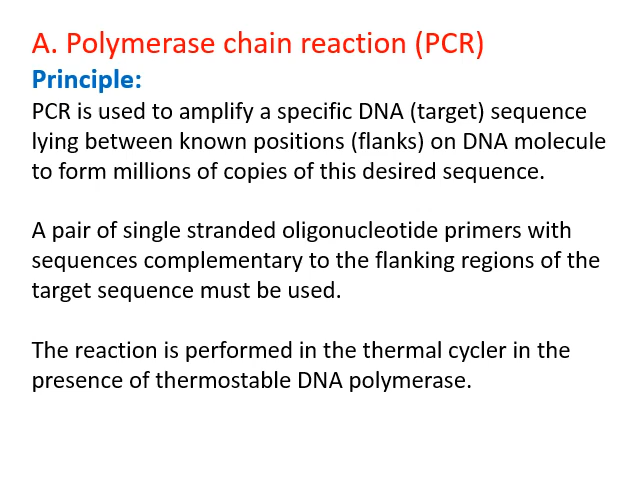 A. Polymerase chain reaction (PCR)
Principle:
PCR is used to amplify a specific DNA (target) sequence
lying between known positions (flanks) on DNA molecule
to form millions of copies of this desired sequence.
A pair of single stranded oligonucleotide primers with
sequences complementary to the flanking regions of the
target sequence must be used.
The reaction is performed in the thermal cycler in the
presence of thermostable DNA polymerase.